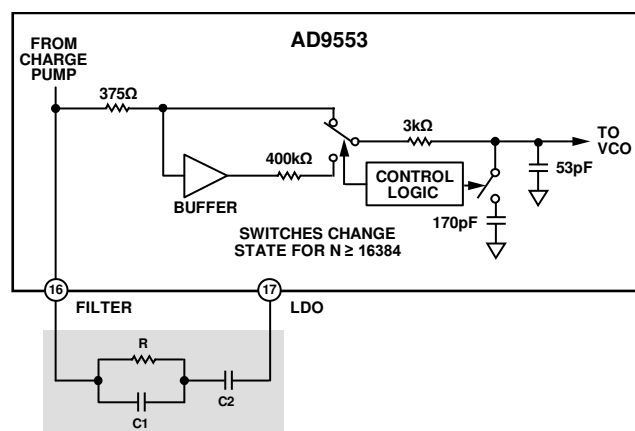 AD9553
FROM
CHARGE
PUMP
375Ω
3kΩ
TO
VCO
400kΩ
BUFFER
CONTROL
LOGIC
53pF
170pF
SWITCHES CHANGE
STATE FOR N ≥ 16384
16
FILTER
17
LDO
R
C1
C2